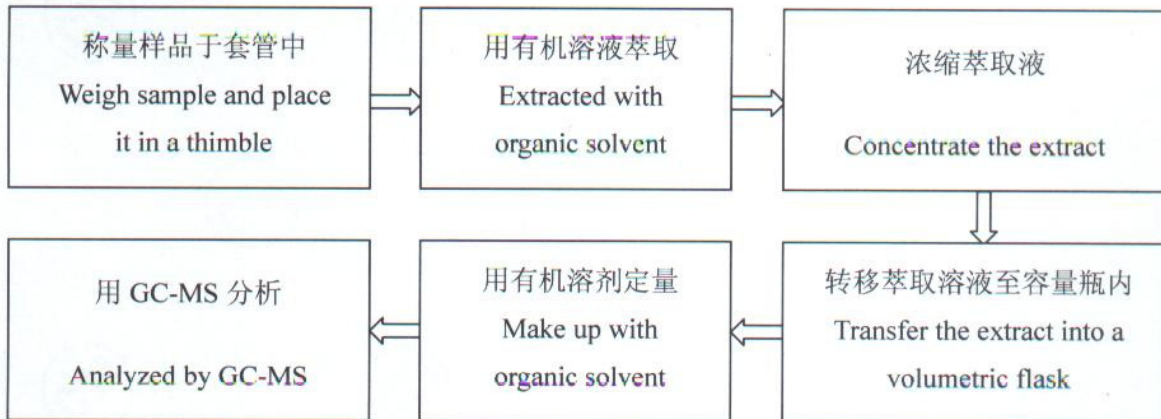 称量样品于套管中
Weigh sample and place
it in a thimble
用有机溶液萃取
Extracted with
organic solvent
浓缩萃取液
Concentrate the extract
转移萃取溶液至容量瓶内
Transfer the extract into a
volumetric flask
用有机溶剂定量
Make up with
organic solvent
用 GC-MS 分析
Analyzed by GC-MS